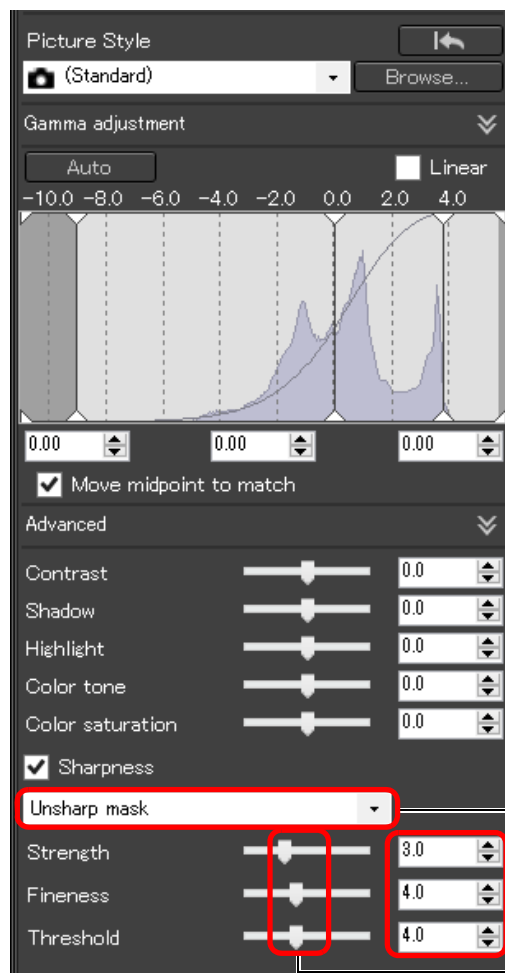 Picture Style
(Standard) Browse...
Gamma adjustment
Auto Linear
-10.0 -8.0 -6.0 -4.0 -2.0 0.0 2.0 4.0
0.00 0.00 0.00
Move midpoint to match
Advanced
Contrast 0.0
Shadow 0.0
Highlight 0.0
Color tone 0.0
Color saturation 0.0
Sharpness
Unsharp mask
Strength 3.0
Fineness 4.0
Threshold 4.0